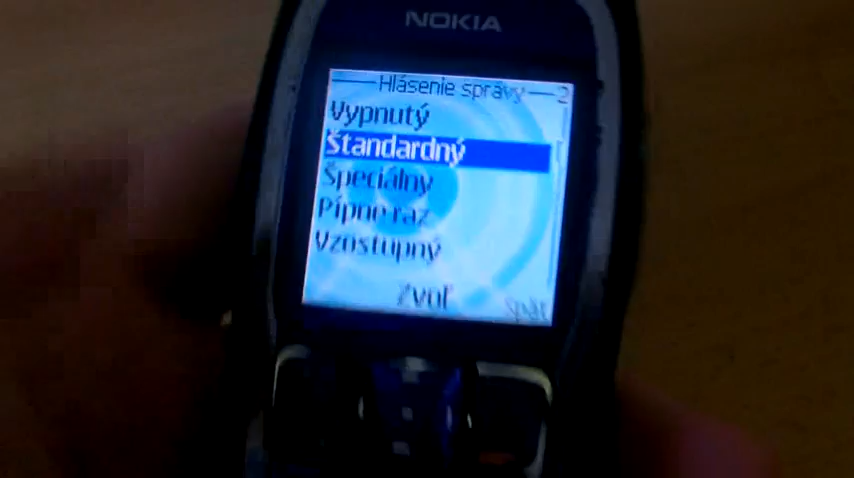 NOKIA
Hlásenie správy 2
Vypnutý
Štandardný
Špeciálny
Pípne raz
Vzostupný
Zvoľ Späť